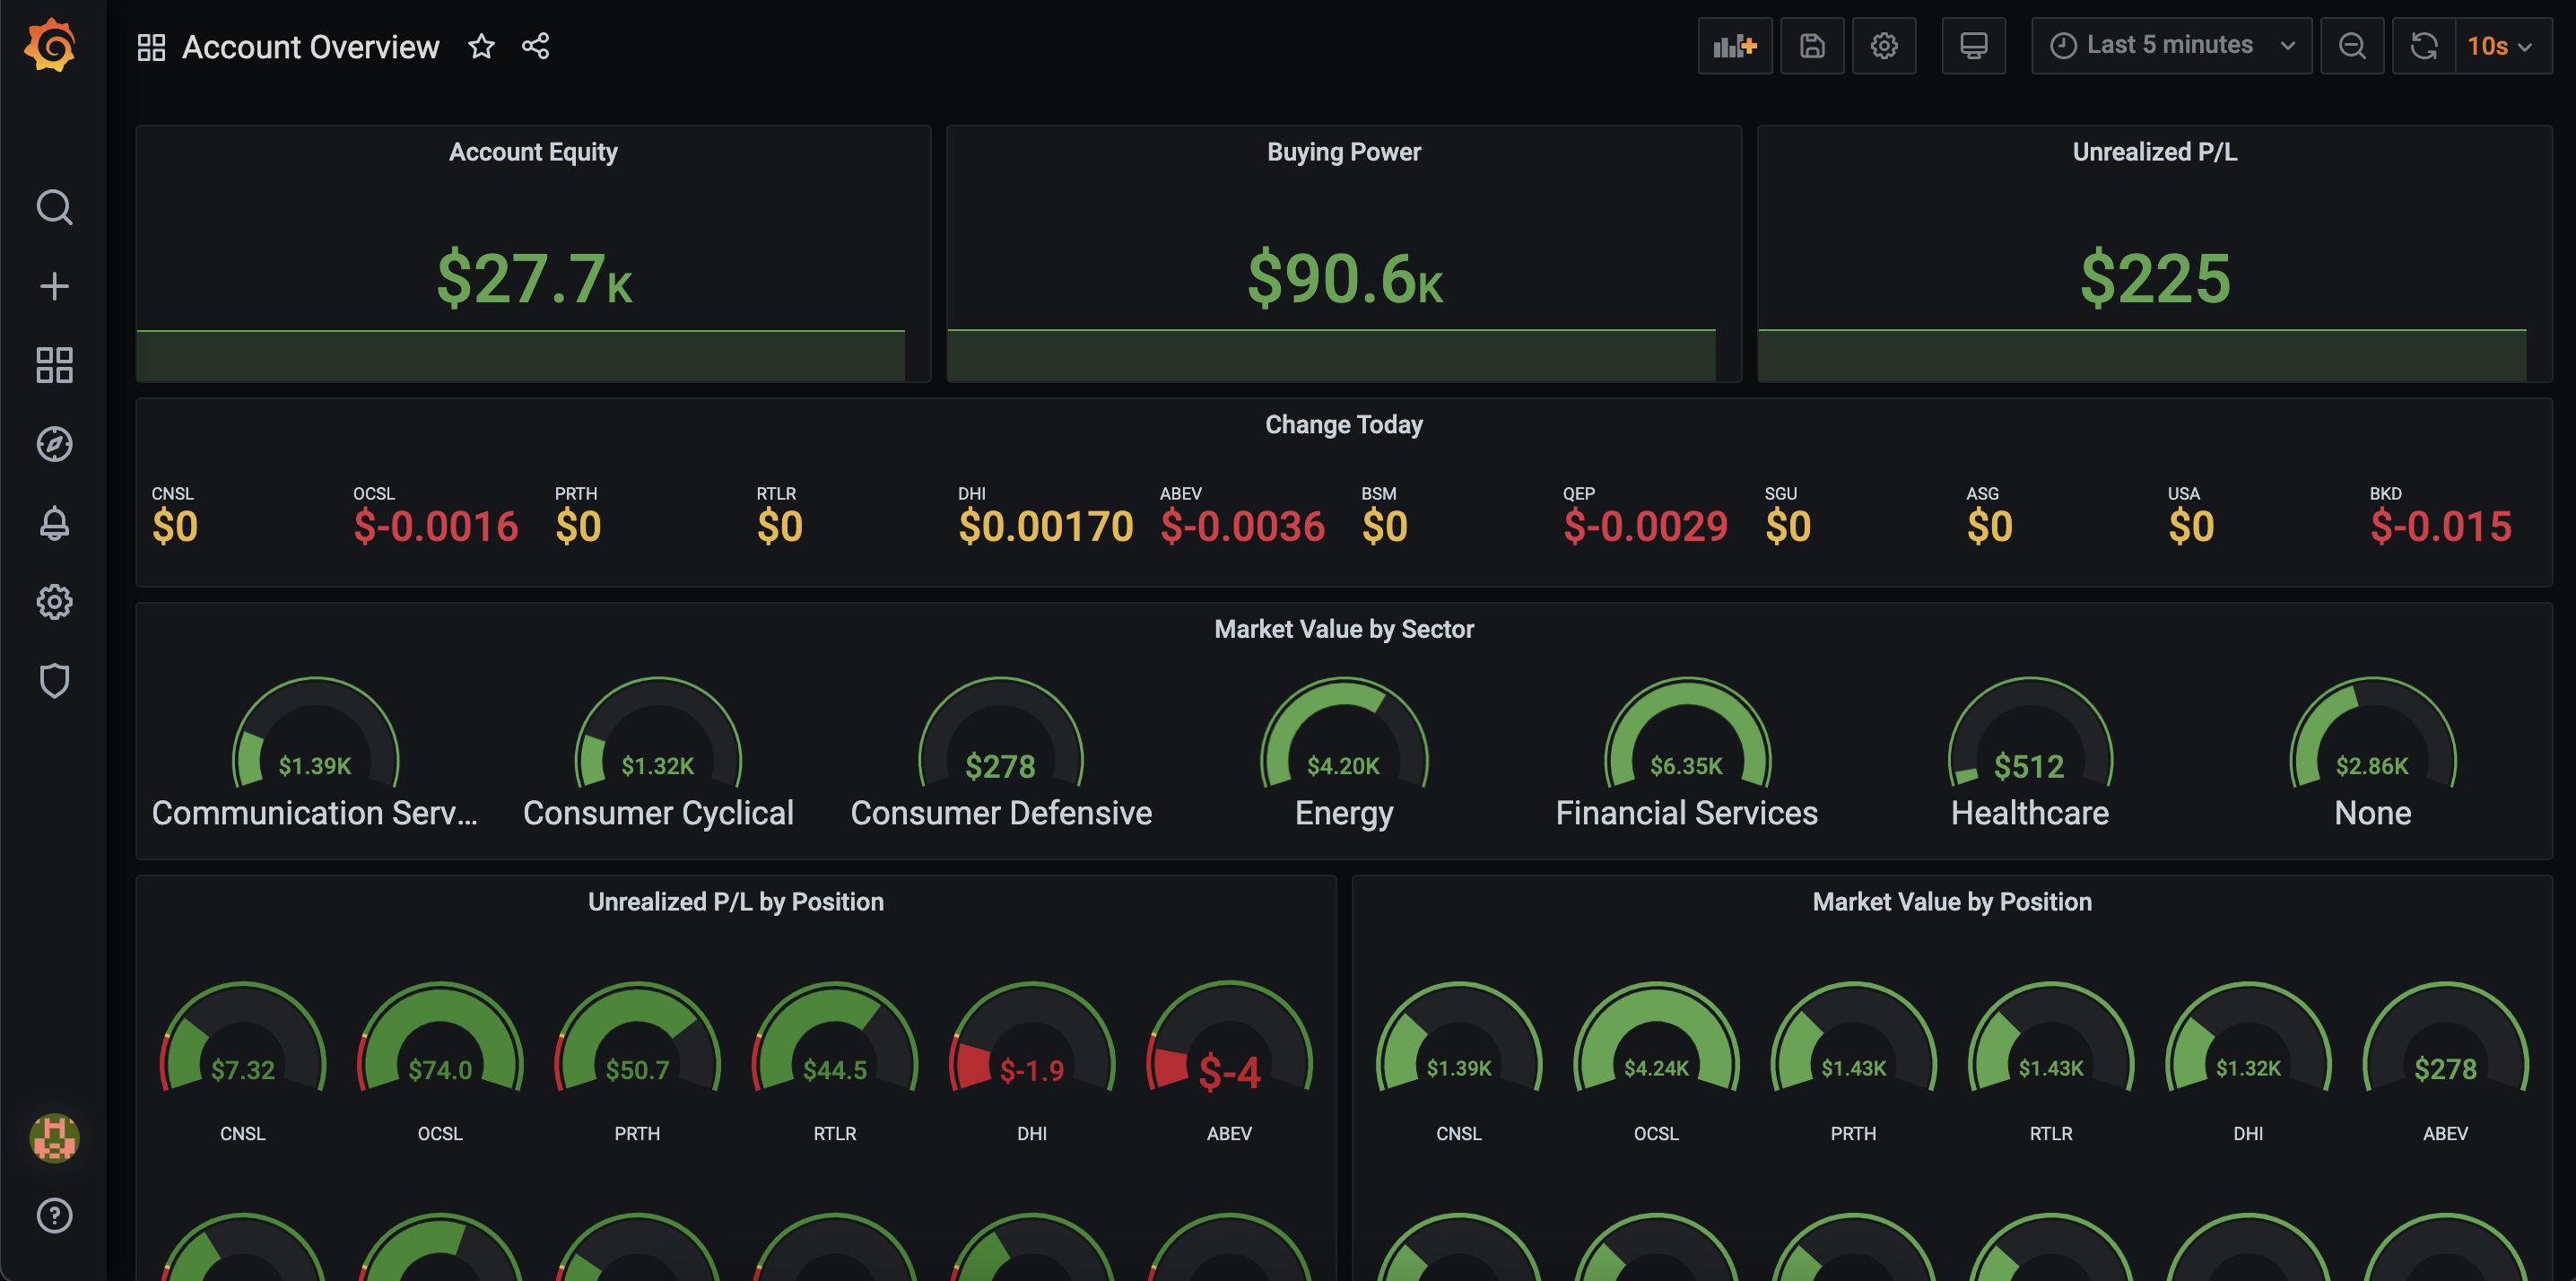 Account Overview
Last 5 minutes
10s
Account Equity
Buying Power
Unrealized P/L
$27.7K
$90.6K
$225
Change Today
CNSL
OCSL
PRTH
RTLR
DHI
ABEV
BSM
QEP
SGU
ASG
USA
BKD
$0
$-0.0016
$0
$0
$0.00170
$-0.0036
$0
$-0.0029
$0
$0
$0
$-0.015
Market Value by Sector
$1.39K
$1.32K
$278
$4.20K
$6.35K
$512
$2.86K
Communication Serv...
Consumer Cyclical
Consumer Defensive
Energy
Financial Services
Healthcare
None
Unrealized P/L by Position
$7.32
$74.0
$50.7
$44.5
$-1.9
$-4
CNSL
OCSL
PRTH
RTLR
DHI
ABEV
Market Value by Position
$1.39K
$4.24K
$1.43K
$1.43K
$1.32K
$278
CNSL
OCSL
PRTH
RTLR
DHI
ABEV